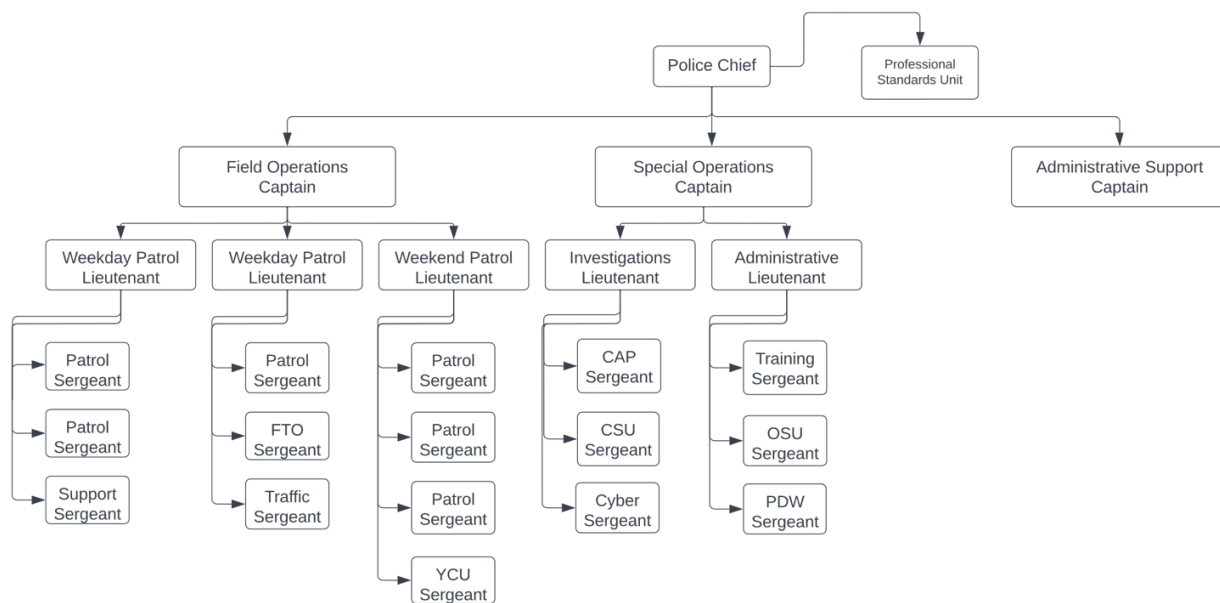 Police Chief
Professional
Standards Unit
Field Operations
Captain
Special Operations
Captain
Administrative Support
Captain
Weekday Patrol
Lieutenant
Weekday Patrol
Lieutenant
Weekend Patrol
Lieutenant
Investigations
Lieutenant
Administrative
Lieutenant
Patrol
Sergeant
Patrol
Sergeant
Support
Sergeant
Patrol
Sergeant
FTO
Sergeant
Traffic
Sergeant
Patrol
Sergeant
Patrol
Sergeant
Patrol
Sergeant
YCU
Sergeant
CAP
Sergeant
CSU
Sergeant
Cyber
Sergeant
Training
Sergeant
OSU
Sergeant
PDW
Sergeant